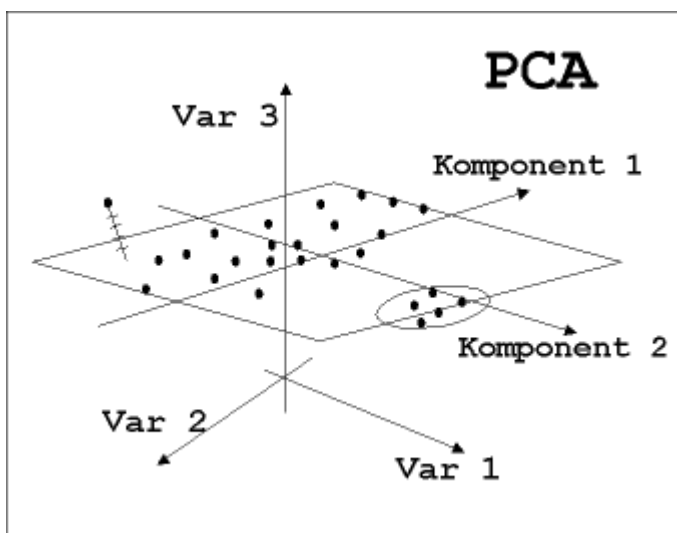 PCA
Var 3
Komponent 1
Komponent 2
Var 2
Var 1